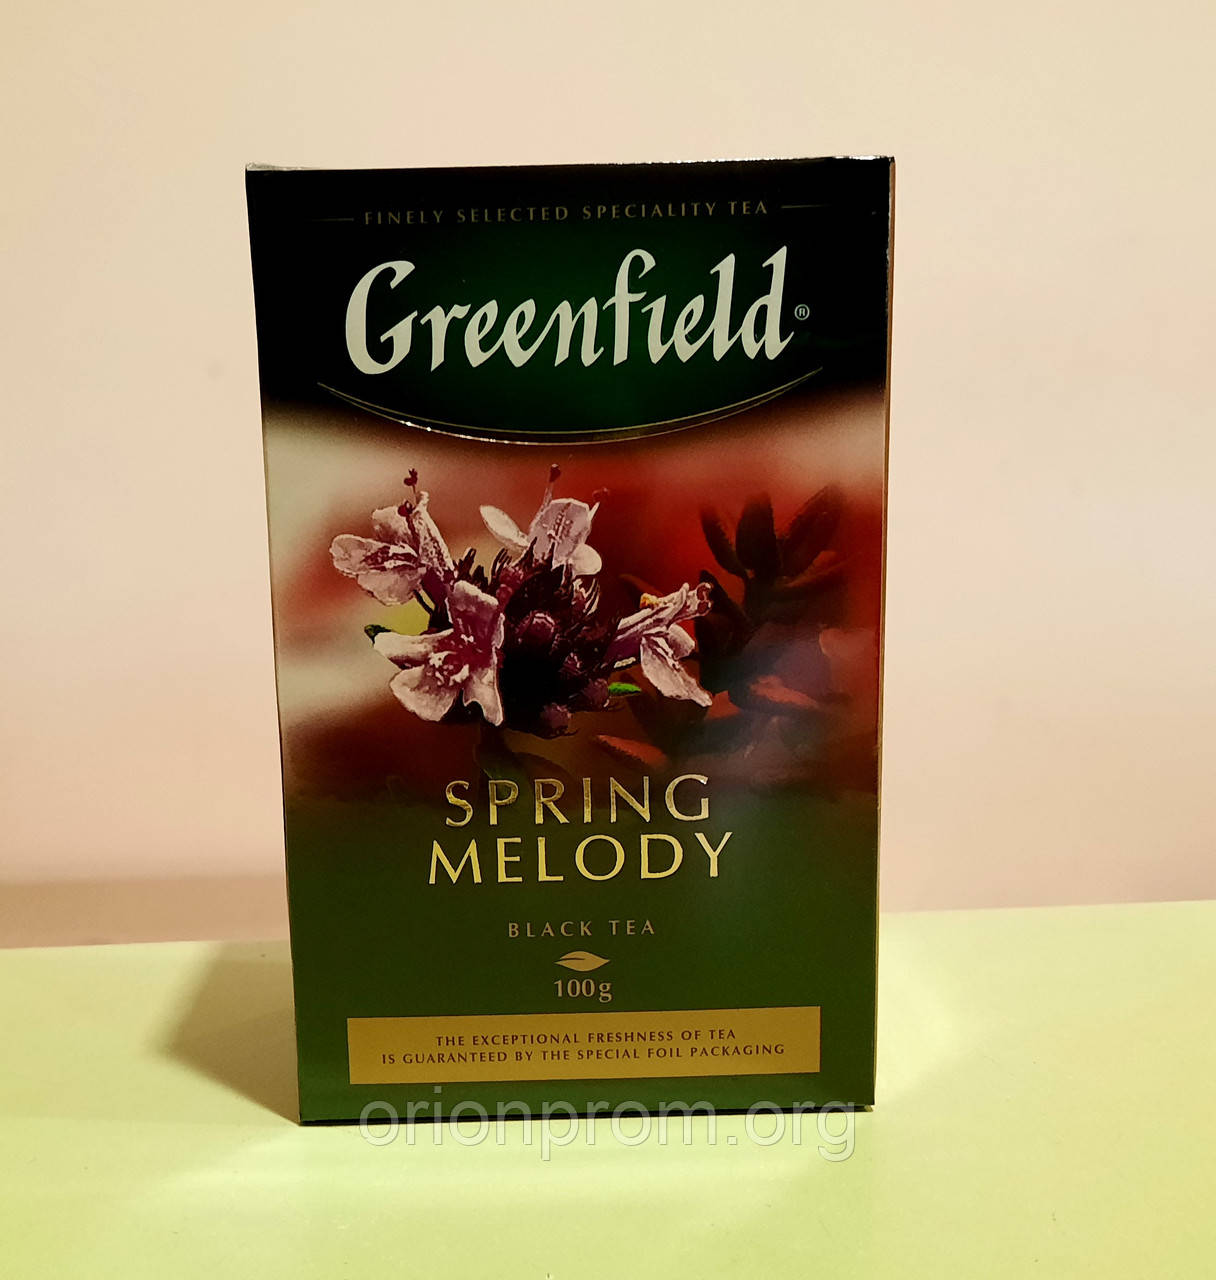 FINELY SELECTED SPECIALITY TEA
Greenfield®
SPRING
MELODY
BLACK TEA
100g
THE EXCEPTIONAL FRESHNESS OF TEA
IS GUARANTEED BY THE SPECIAL FOIL PACKAGING
orionprom.org